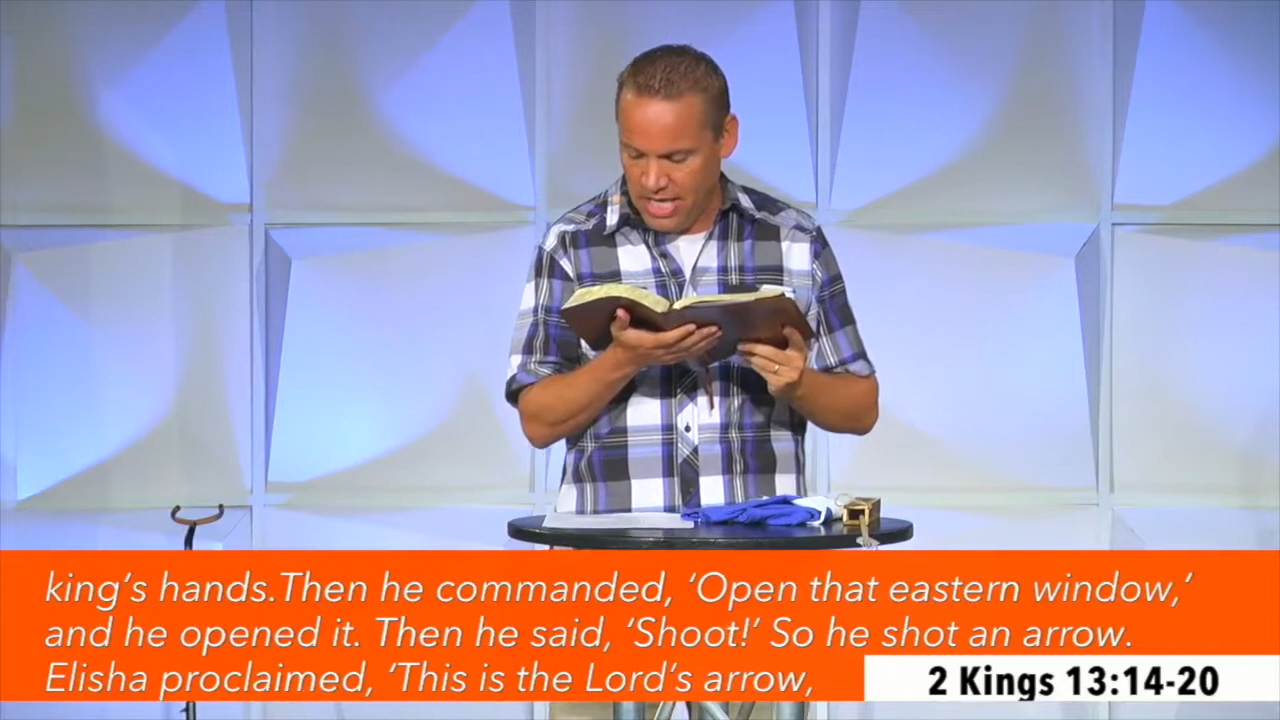 king’s hands.Then he commanded, ‘Open that eastern window,’
and he opened it. Then he said, ‘Shoot!’ So he shot an arrow.
Elisha proclaimed, ‘This is the Lord’s arrow,
2 Kings 13:14-20